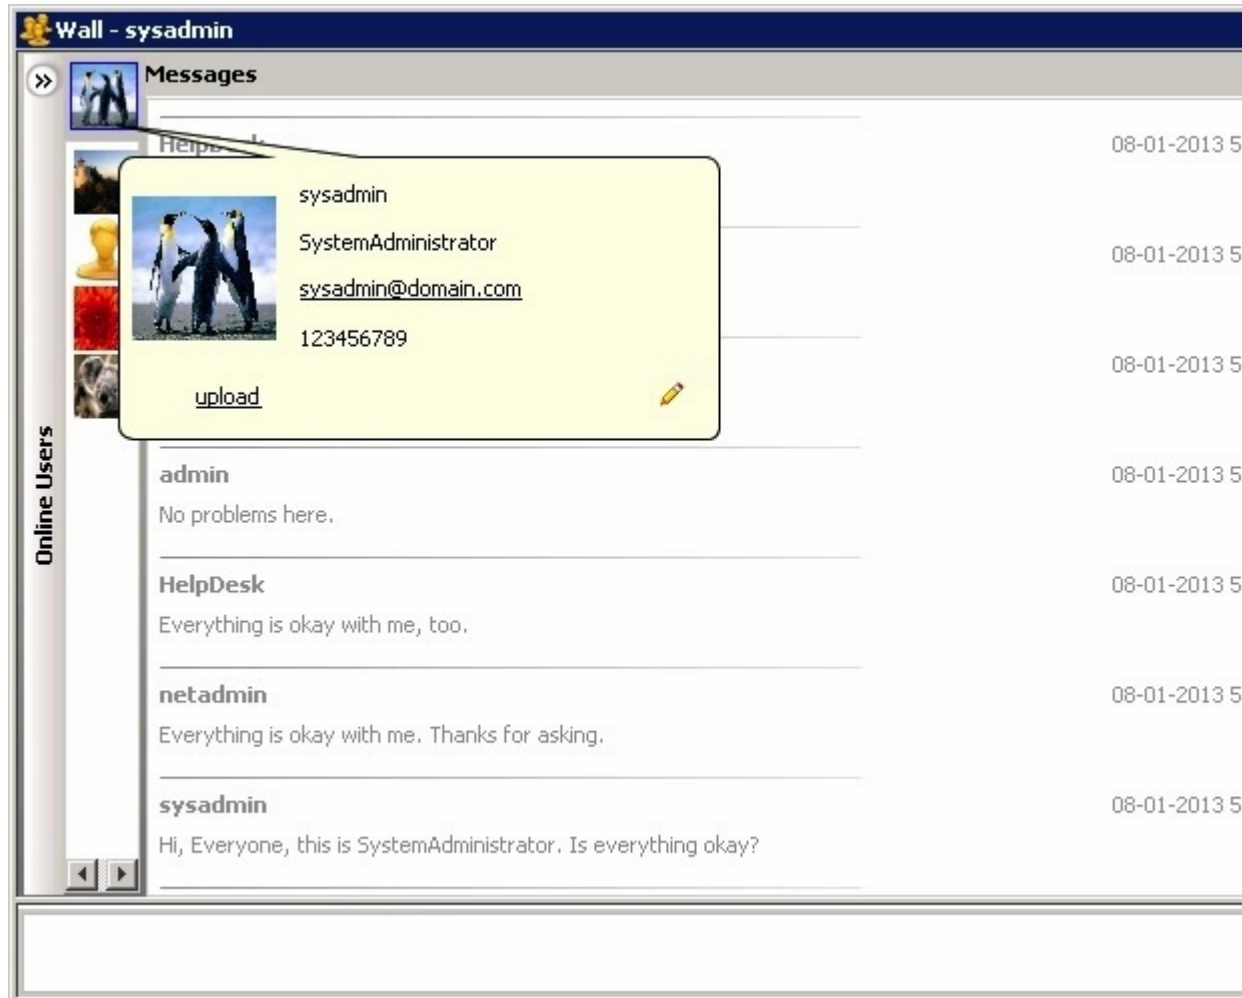 Wall - sysadmin
Messages
08-01-2013 5
sysadmin
SystemAdministrator
sysadmin@domain.com
123456789
upload
08-01-2013 5
08-01-2013 5
Online Users
admin
08-01-2013 5
No problems here.
HelpDesk
08-01-2013 5
Everything is okay with me, too.
netadmin
08-01-2013 5
Everything is okay with me. Thanks for asking.
sysadmin
08-01-2013 5
Hi, Everyone, this is SystemAdministrator. Is everything okay?